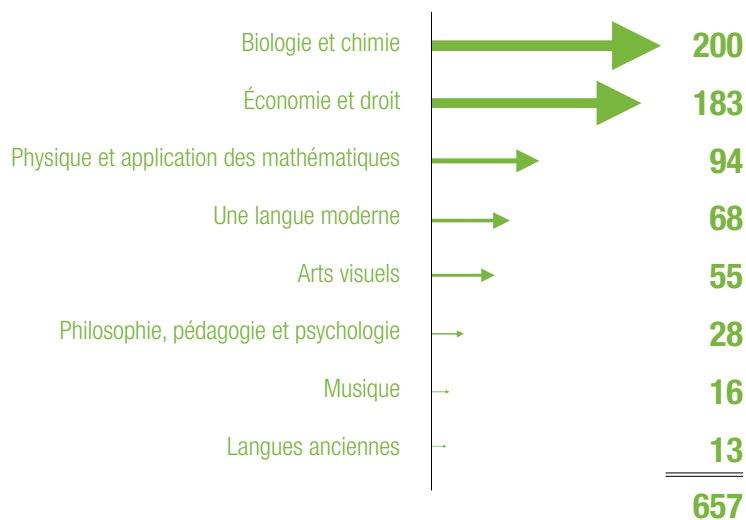 Biologie et chimie 200
Économie et droit 183
Physique et application des mathématiques 94
Une langue moderne 68
Arts visuels 55
Philosophie, pédagogie et psychologie 28
Musique 16
Langues anciennes 13
657